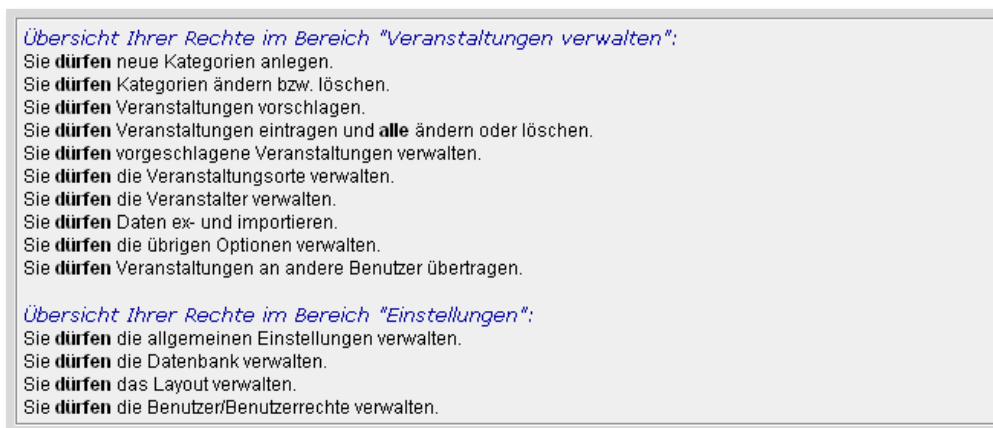 Übersicht Ihrer Rechte im Bereich "Veranstaltungen verwalten":
Sie dürfen neue Kategorien anlegen.
Sie dürfen Kategorien ändern bzw. löschen.
Sie dürfen Veranstaltungen vorschlagen.
Sie dürfen Veranstaltungen eintragen und alle ändern oder löschen.
Sie dürfen vorgeschlagene Veranstaltungen verwalten.
Sie dürfen die Veranstaltungsorte verwalten.
Sie dürfen die Veranstalter verwalten.
Sie dürfen Daten ex- und importieren.
Sie dürfen die übrigen Optionen verwalten.
Sie dürfen Veranstaltungen an andere Benutzer übertragen.
Übersicht Ihrer Rechte im Bereich "Einstellungen":
Sie dürfen die allgemeinen Einstellungen verwalten.
Sie dürfen die Datenbank verwalten.
Sie dürfen das Layout verwalten.
Sie dürfen die Benutzer/Benutzerrechte verwalten.